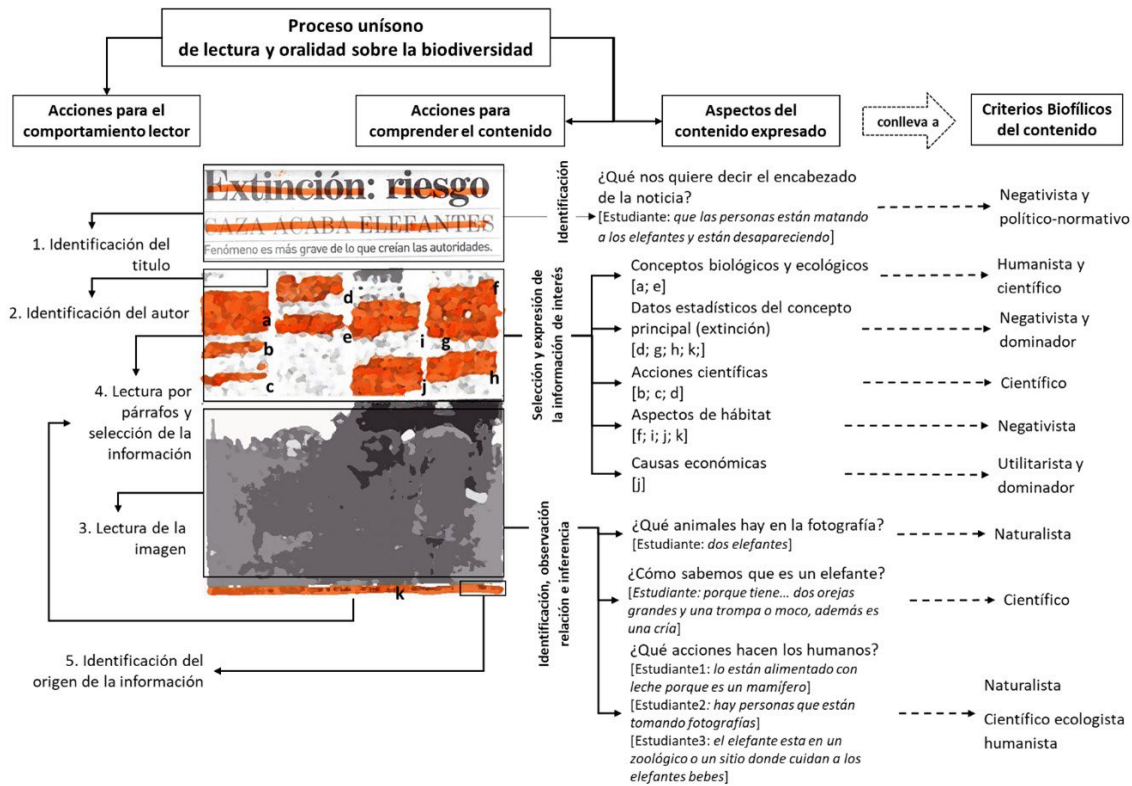 Proceso unísono
de lectura y oralidad sobre la biodiversidad
Acciones para el
comportamiento lector
Acciones para
comprender el contenido
Aspectos del
contenido expresado
conlleva a
Criterios Biofílicos
del contenido
Extinción: riesgo
CAZA ACABA ELEFANTES
Fenómeno es más grave de lo que creían las autoridades.
1. Identificación del
titulo
2. Identificación del autor
4. Lectura por
párrafos y
selección de la
información
3. Lectura de la
imagen
5. Identificación del
origen de la información
a
b
c
d
e
f
g
h
i
j
k
Identificación
Selección y expresión de
la información de interés
Identificación, observación
relación e inferencia
¿Qué nos quiere decir el encabezado
de la noticia?
[Estudiante: que las personas están matando
a los elefantes y están desapareciendo]
Negativista y
político-normativo
Conceptos biológicos y ecológicos
[a; e]
Humanista y
científico
Datos estadísticos del concepto
principal (extinción)
[d; g; h; k;]
Negativista y
dominador
Acciones científicas
[b; c; d]
Científico
Aspectos de hábitat
[f; i; j; k]
Negativista
Causas económicas
[j]
Utilitarista y
dominador
¿Qué animales hay en la fotografía?
[Estudiante: dos elefantes]
Naturalista
¿Cómo sabemos que es un elefante?
[Estudiante: porque tiene... dos orejas
grandes y una trompa o moco, además es
una cría]
Científico
¿Qué acciones hacen los humanos?
[Estudiante1: lo están alimentado con
leche porque es un mamífero]
[Estudiante2: hay personas que están
tomando fotografías]
[Estudiante3: el elefante esta en un
zoológico o un sitio donde cuidan a los
elefantes bebes]
Naturalista
Científico ecologista
humanista